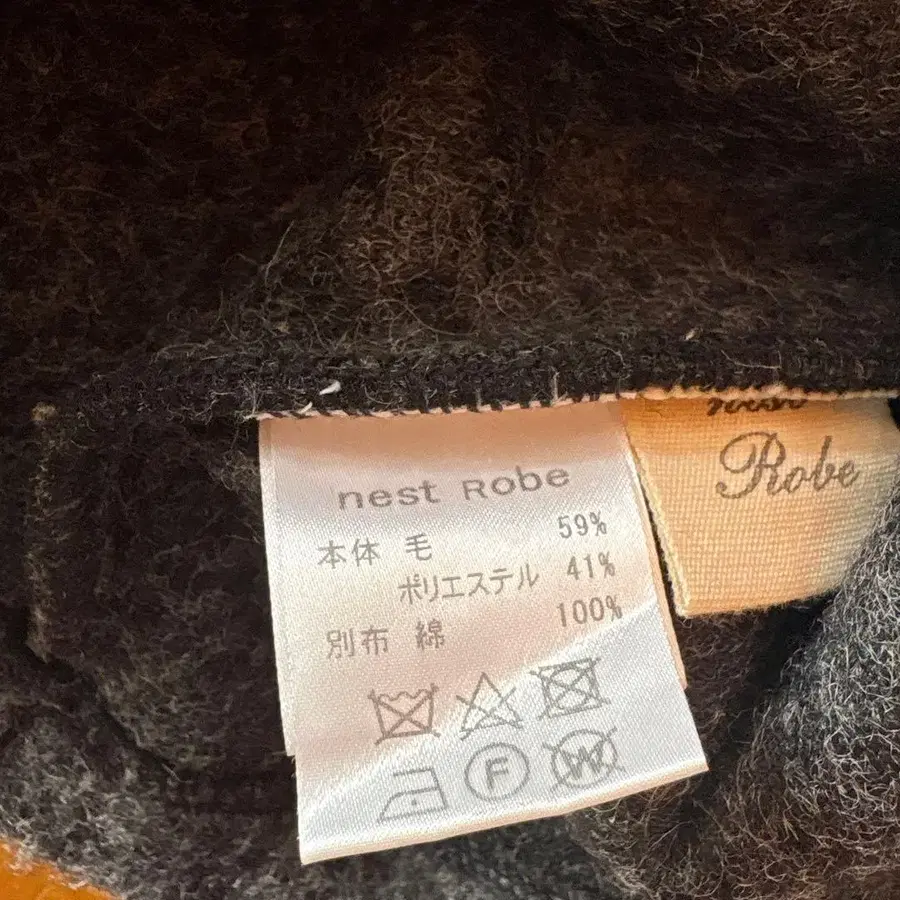 nest Robe
本体 毛 59%
ポリエステル 41%
別布 綿 100%
F
W
Robe